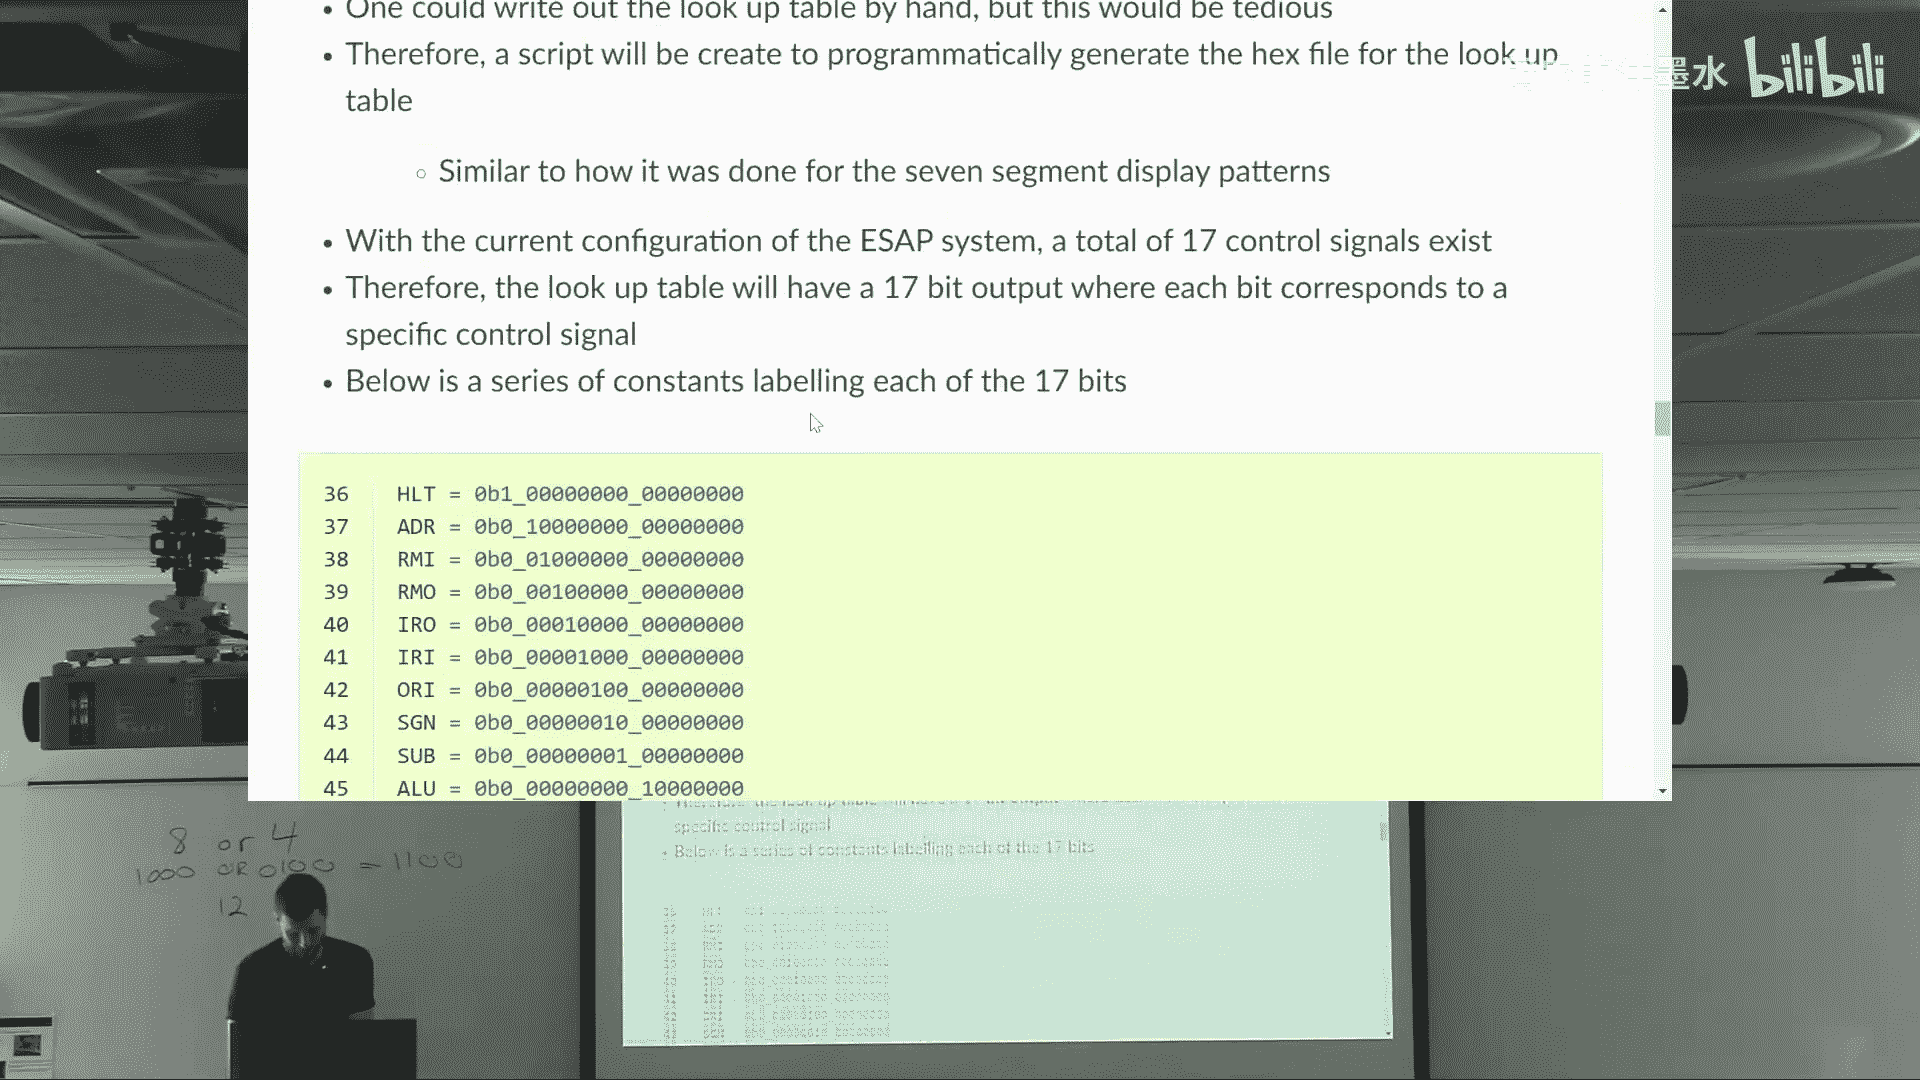 One could write out the look up table by hand, but this would be tedious
Therefore, a script will be create to programmatically generate the hex file for the look up
table
Similar to how it was done for the seven segment display patterns
With the current configuration of the ESAP system, a total of 17 control signals exist
Therefore, the look up table will have a 17 bit output where each bit corresponds to a
specific control signal
Below is a series of constants labelling each of the 17 bits
36 HLT = 0b1_00000000_00000000
37 ADR = 0b0_10000000_00000000
38 RMI = 0b0_01000000_00000000
39 RMO = 0b0_00100000_00000000
40 IRO = 0b0_00010000_00000000
41 IRI = 0b0_00001000_00000000
42 ORI = 0b0_00000100_00000000
43 SGN = 0b0_00000010_00000000
44 SUB = 0b0_00000001_00000000
45 ALU = 0b0_00000000_10000000
墨水 bilibili
8 or 4
1000 OR 0100 = 1100
12
specific control signal
Below is a series of constants labelling each of the 17 bits